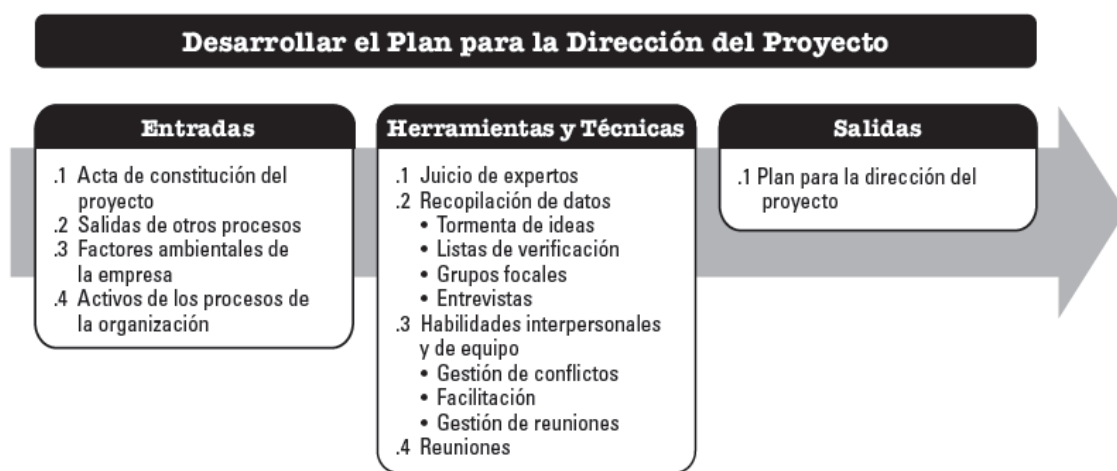 Desarrollar el Plan para la Dirección del Proyecto
Entradas
.1 Acta de constitución del
proyecto
.2 Salidas de otros procesos
.3 Factores ambientales de
la empresa
.4 Activos de los procesos de
la organización
Herramientas y Técnicas
.1 Juicio de expertos
.2 Recopilación de datos
• Tormenta de ideas
• Listas de verificación
• Grupos focales
• Entrevistas
.3 Habilidades interpersonales
y de equipo
• Gestión de conflictos
• Facilitación
• Gestión de reuniones
.4 Reuniones
Salidas
.1 Plan para la dirección del
proyecto